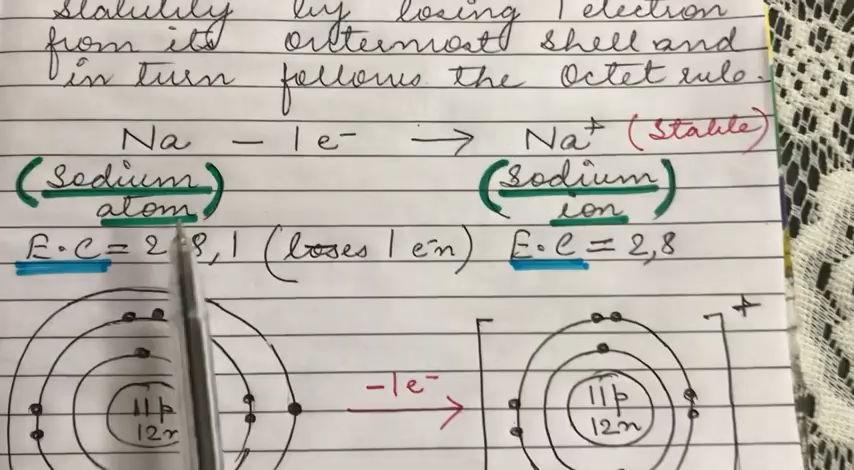 stability by losing 1 electron
from its outermost shell and
in turn follows the Octet rule.
Na – 1e⁻ → Na⁺ (Stable)
(Sodium atom) (Sodium ion)
E.C = 2,8,1 (loses 1 e⁻n) E.C = 2,8
-1e⁻ +
11p 11p
12n 12n